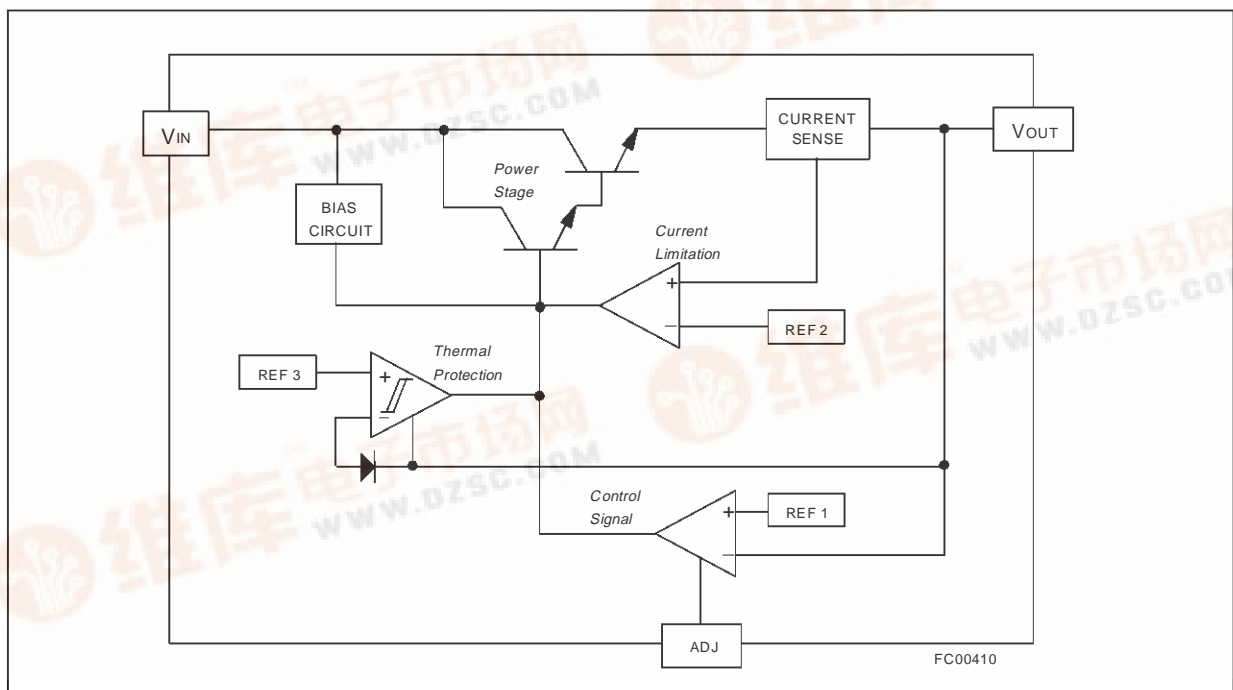 VIN
BIAS
CIRCUIT
Power
Stage
CURRENT
SENSE
VOUT
Current
Limitation
+
−
REF 2
REF 3
+
−
Thermal
Protection
Control
Signal
+
−
REF 1
ADJ
FC00410
维库电子市场网
WWW.DZSC.COM
维库电子市场网
WWW.DZSC.COM
维库电子市场网
WWW.DZSC.COM